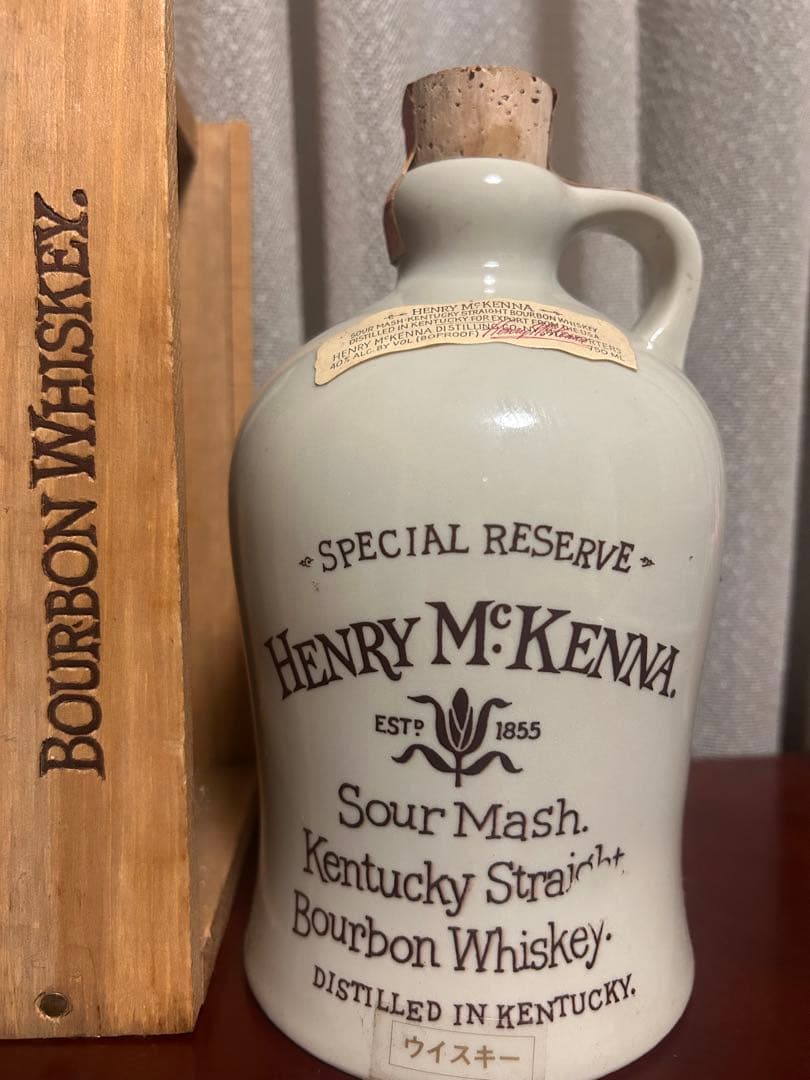 BOURBON WHISKEY.
HENRY McKENNA
SOUR MASH·KENTUCKY STRAIGHT BOURBON WHISKEY
DISTILLED IN KENTUCKY FOR EXPORT FROM THE USA
HENRY McKENNA DISTILLING
40% ALC. BY VOL (80PROOF) 750 ML
SPECIAL RESERVE
HENRY McKENNA.
ESTD 1855
Sour Mash.
Kentucky Straight
Bourbon Whiskey.
DISTILLED IN KENTUCKY.
ウイスキー